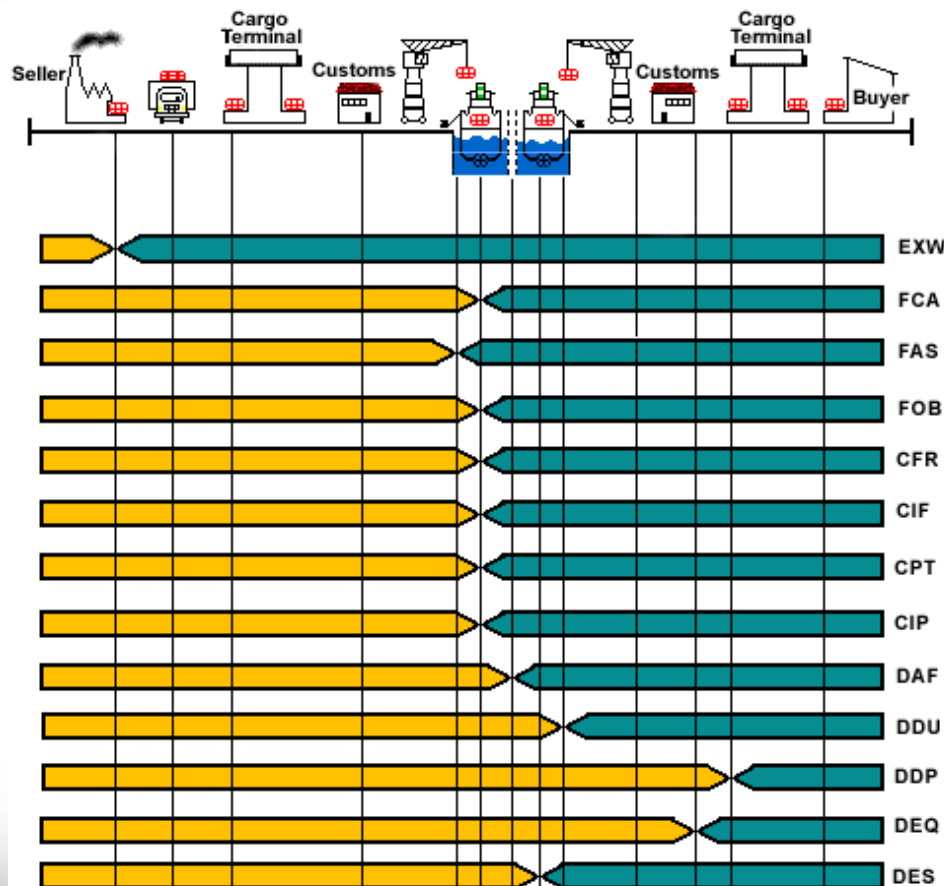 Cargo
Terminal
Cargo
Terminal
Seller
Customs
Customs
Buyer
EXW
FCA
FAS
FOB
CFR
CIF
CPT
CIP
DAF
DDU
DDP
DEQ
DES